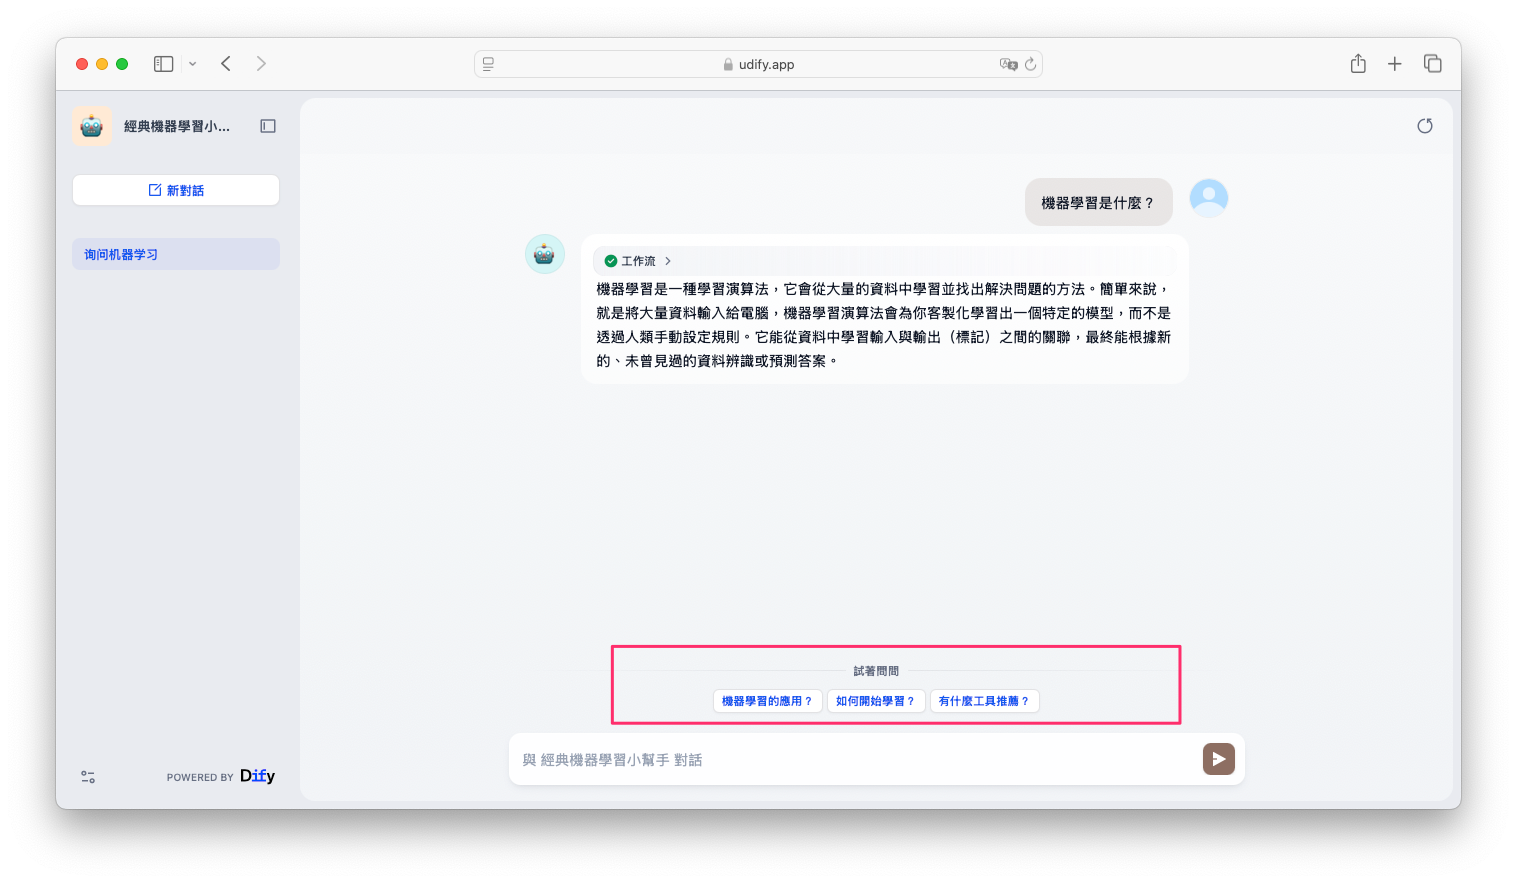 udify.app
經典機器學習小...
新對話
询问机器学习
機器學習是什麼？
工作流
機器學習是一種學習演算法，它會從大量的資料中學習並找出解決問題的方法。簡單來說，
就是將大量資料輸入給電腦，機器學習演算法會為你客製化學習出一個特定的模型，而不是
透過人類手動設定規則。它能從資料中學習輸入與輸出（標記）之間的關聯，最終能根據新
的、未曾見過的資料辨識或預測答案。
試著問問
機器學習的應用？
如何開始學習？
有什麼工具推薦？
與 經典機器學習小幫手 對話
POWERED BY Dify